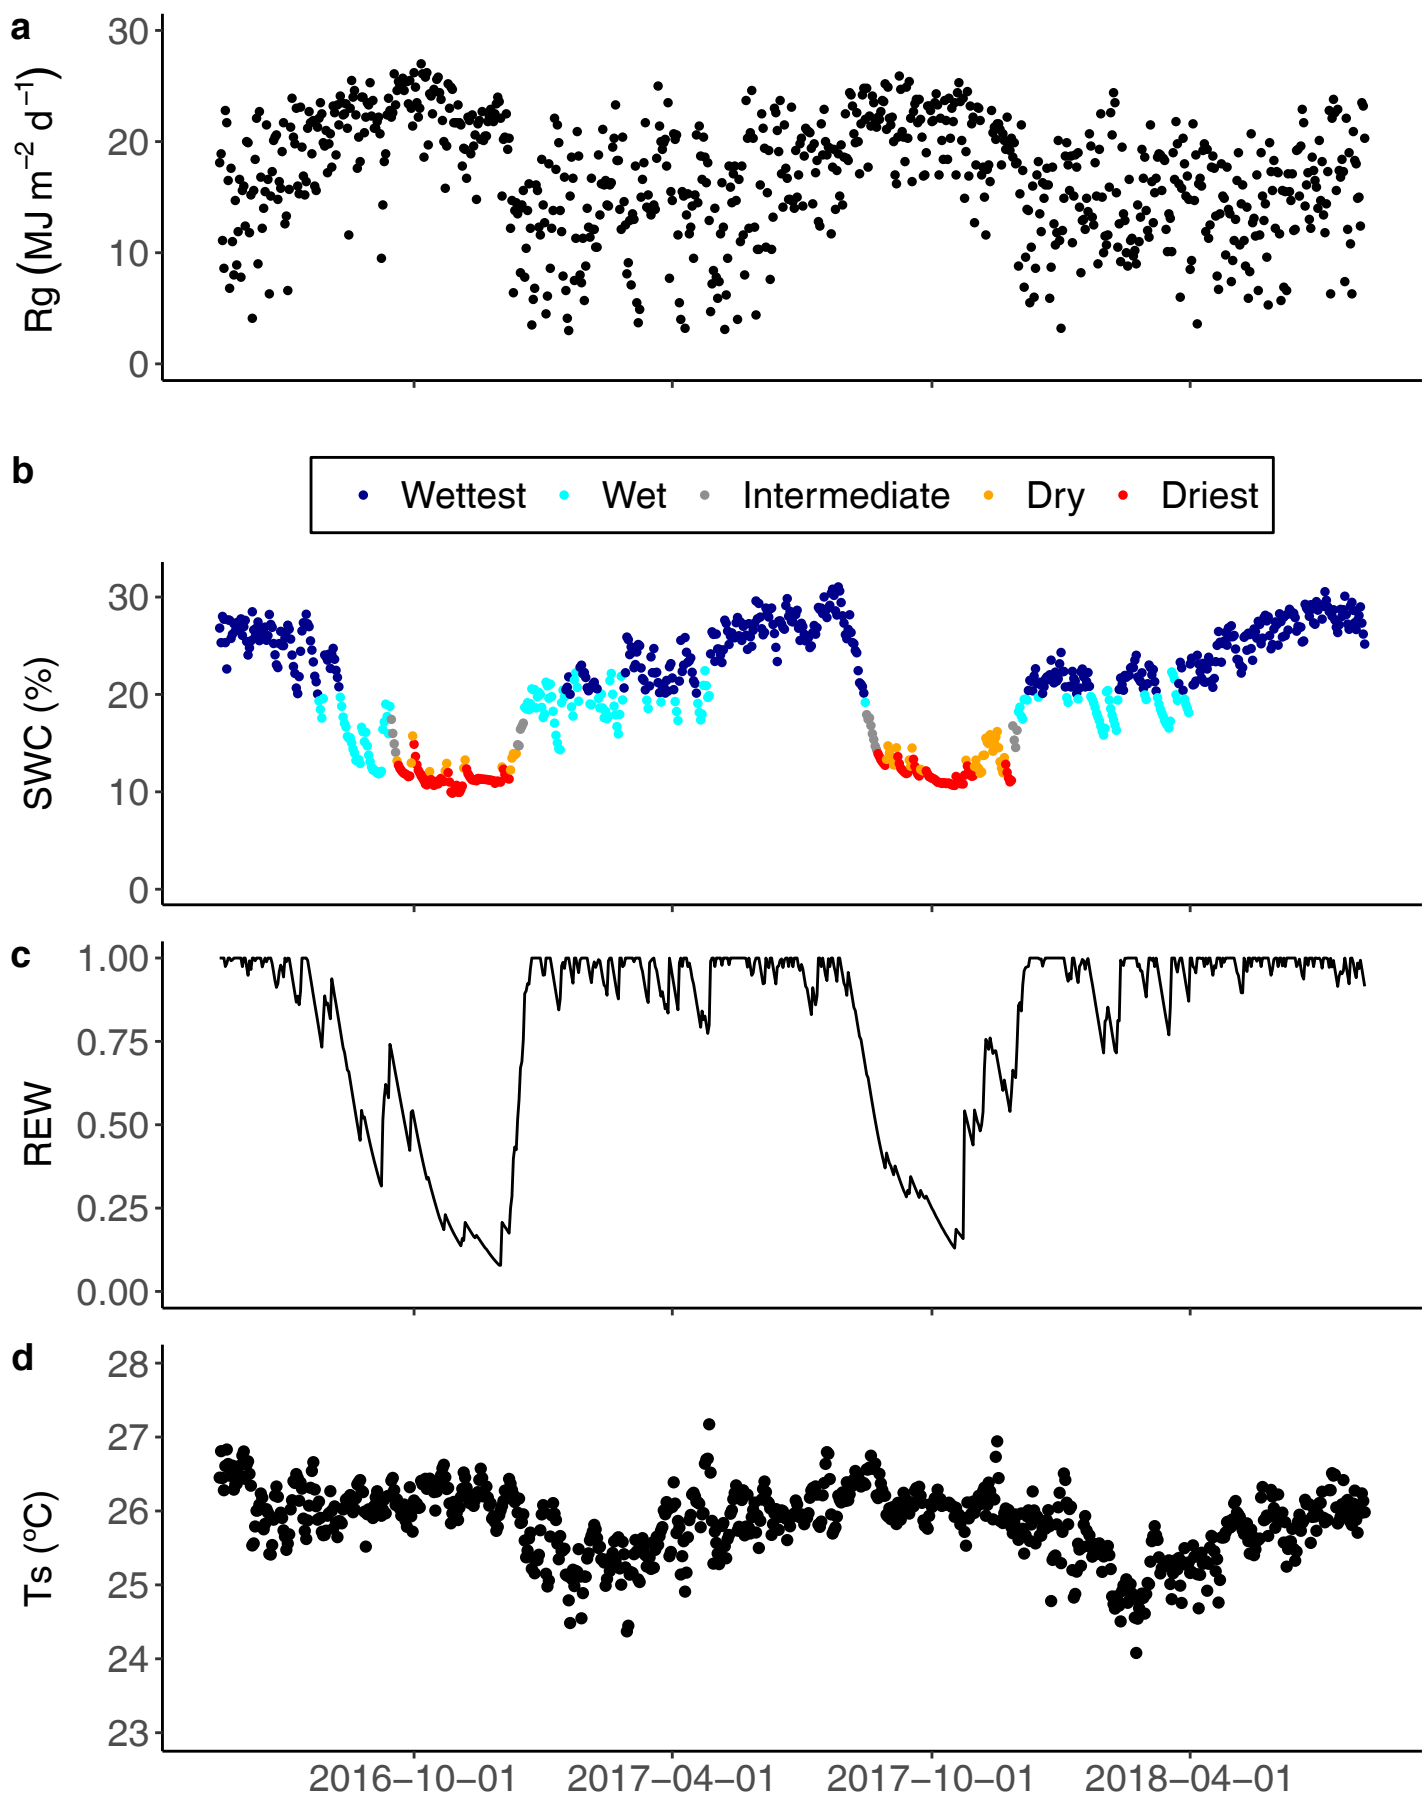 a
Rg (MJ m−2 d−1)
30
20
10
0
b
Wettest Wet Intermediate Dry Driest
SWC (%)
30
20
10
0
c
REW
1.00
0.75
0.50
0.25
0.00
d
Ts (ºC)
28
27
26
25
24
23
2016−10−01 2017−04−01 2017−10−01 2018−04−01